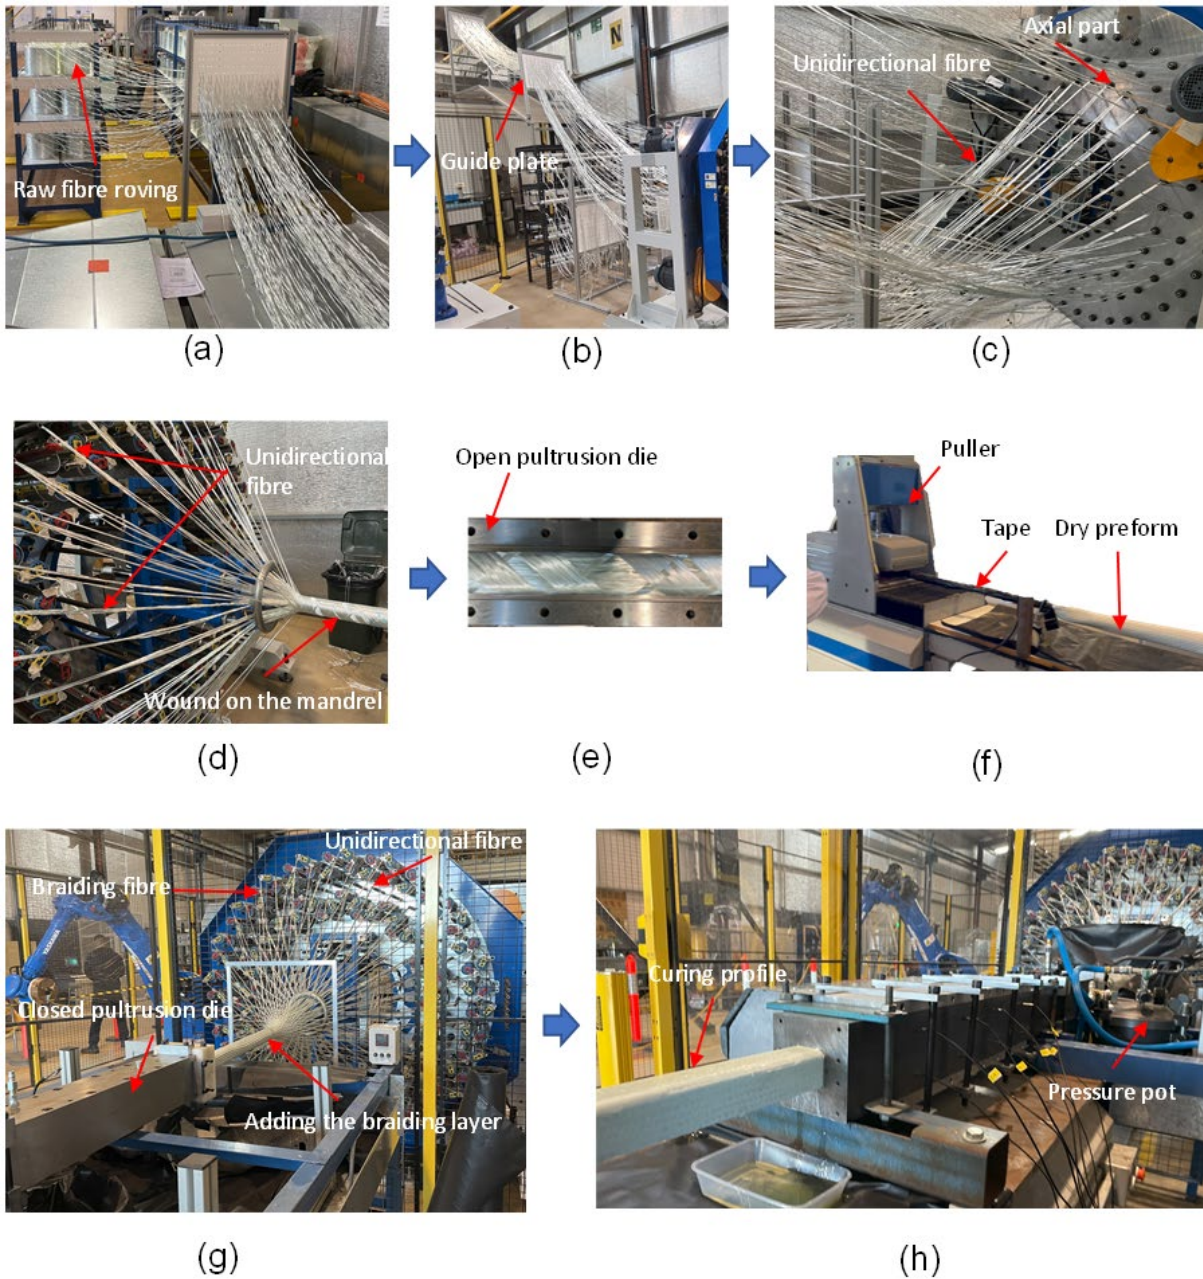 Raw fibre roving
(a)
N
Guide plate
(b)
Axial part
Unidirectional fibre
(c)
Unidirectional
fibre
Wound on the mandrel
(d)
Open pultrusion die
(e)
Puller
Tape
Dry preform
(f)
Unidirectional fibre
Braiding fibre
YASKAWA
Closed pultrusion die
Adding the braiding layer
(g)
Curing profile
Pressure pot
(h)